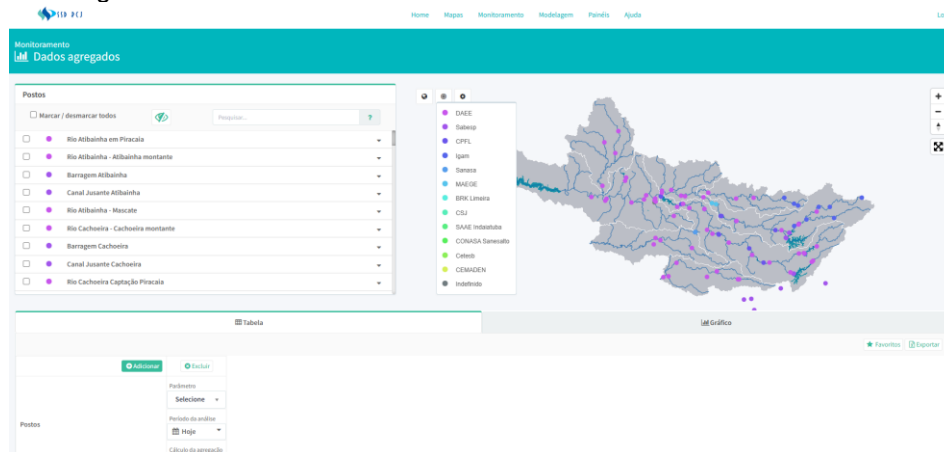 SSD PCJ
Home Mapas Monitoramento Modelagem Painéis Ajuda
Monitoramento
Dados agregados
Postos
Marcar / desmarcar todos
Pesquisar...
?
Rio Atibainha em Piracaia
Rio Atibainha - Atibainha montante
Barragem Atibainha
Canal Jusante Atibainha
Rio Atibainha - Mascate
Rio Cachoeira - Cachoeira montante
Barragem Cachoeira
Canal Jusante Cachoeira
Rio Cachoeira Captação Piracaia
DAEE
Sabesp
CPFL
Igam
Sanasa
MAEGE
BRK Limeira
CSJ
SAAE Indaiatuba
CONASA Sanesalto
Cetesb
CEMADEN
Indefinido
Tabela
Gráfico
Favoritos Exportar
Adicionar Excluir
Parâmetro
Selecione
Postos
Período da análise
Hoje
Cálculo da agregação